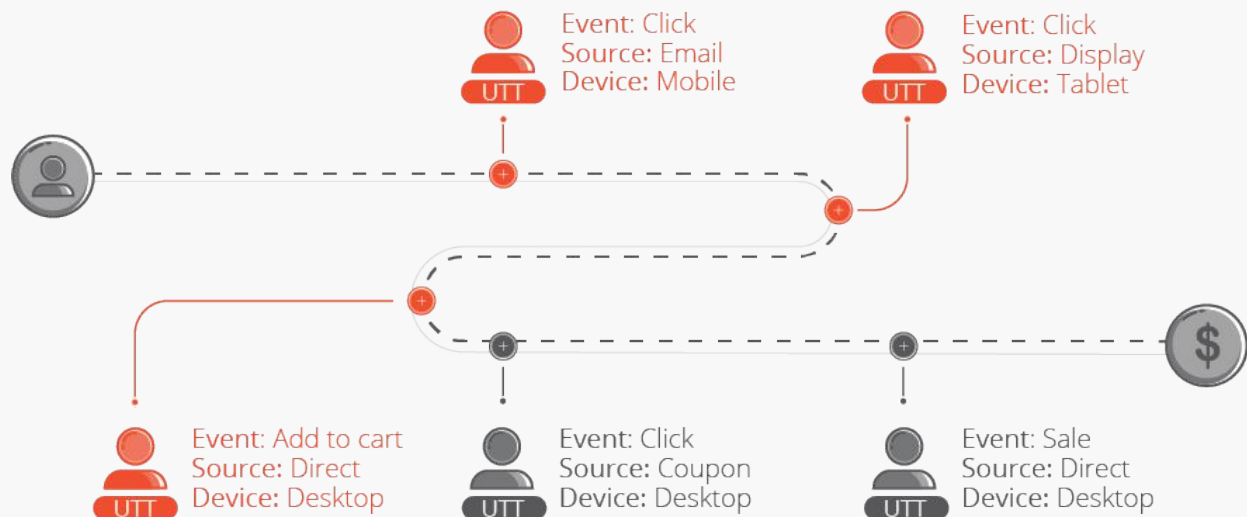 Event: Click
Source: Email
Device: Mobile
UTT
Event: Click
Source: Display
Device: Tablet
UTT
$
Event: Add to cart
Source: Direct
Device: Desktop
UTT
Event: Click
Source: Coupon
Device: Desktop
UTT
Event: Sale
Source: Direct
Device: Desktop
UTT